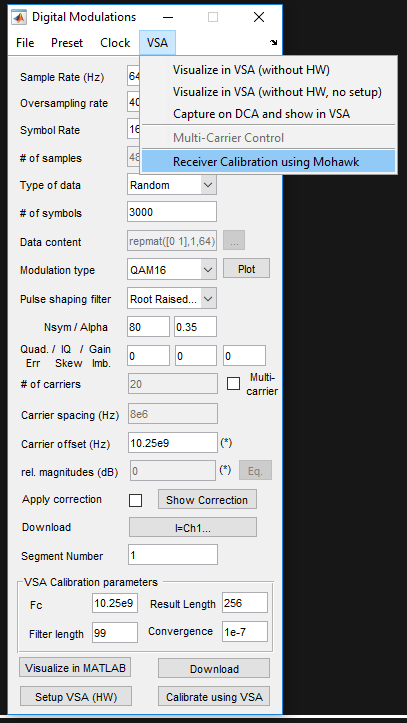 Digital Modulations
File Preset Clock VSA
Visualize in VSA (without HW)
Visualize in VSA (without HW, no setup)
Capture on DCA and show in VSA
Multi-Carrier Control
Receiver Calibration using Mohawk
Sample Rate (Hz) 64
Oversampling rate 40
Symbol Rate 16
# of samples 48
Type of data Random
# of symbols 3000
Data content repmat([0 1],1,64) ...
Modulation type QAM16 Plot
Pulse shaping filter Root Raised...
Nsym / Alpha 80 0.35
Quad. / IQ / Gain
Err Skew Imb. 0 0 0
# of carriers 20 Multi-
carrier
Carrier spacing (Hz) 8e6
Carrier offset (Hz) 10.25e9 (*)
rel. magnitudes (dB) 0 (*) Eq.
Apply correction Show Correction
Download I=Ch1...
Segment Number 1
VSA Calibration parameters
Fc 10.25e9 Result Length 256
Filter length 99 Convergence 1e-7
Visualize in MATLAB Download
Setup VSA (HW) Calibrate using VSA